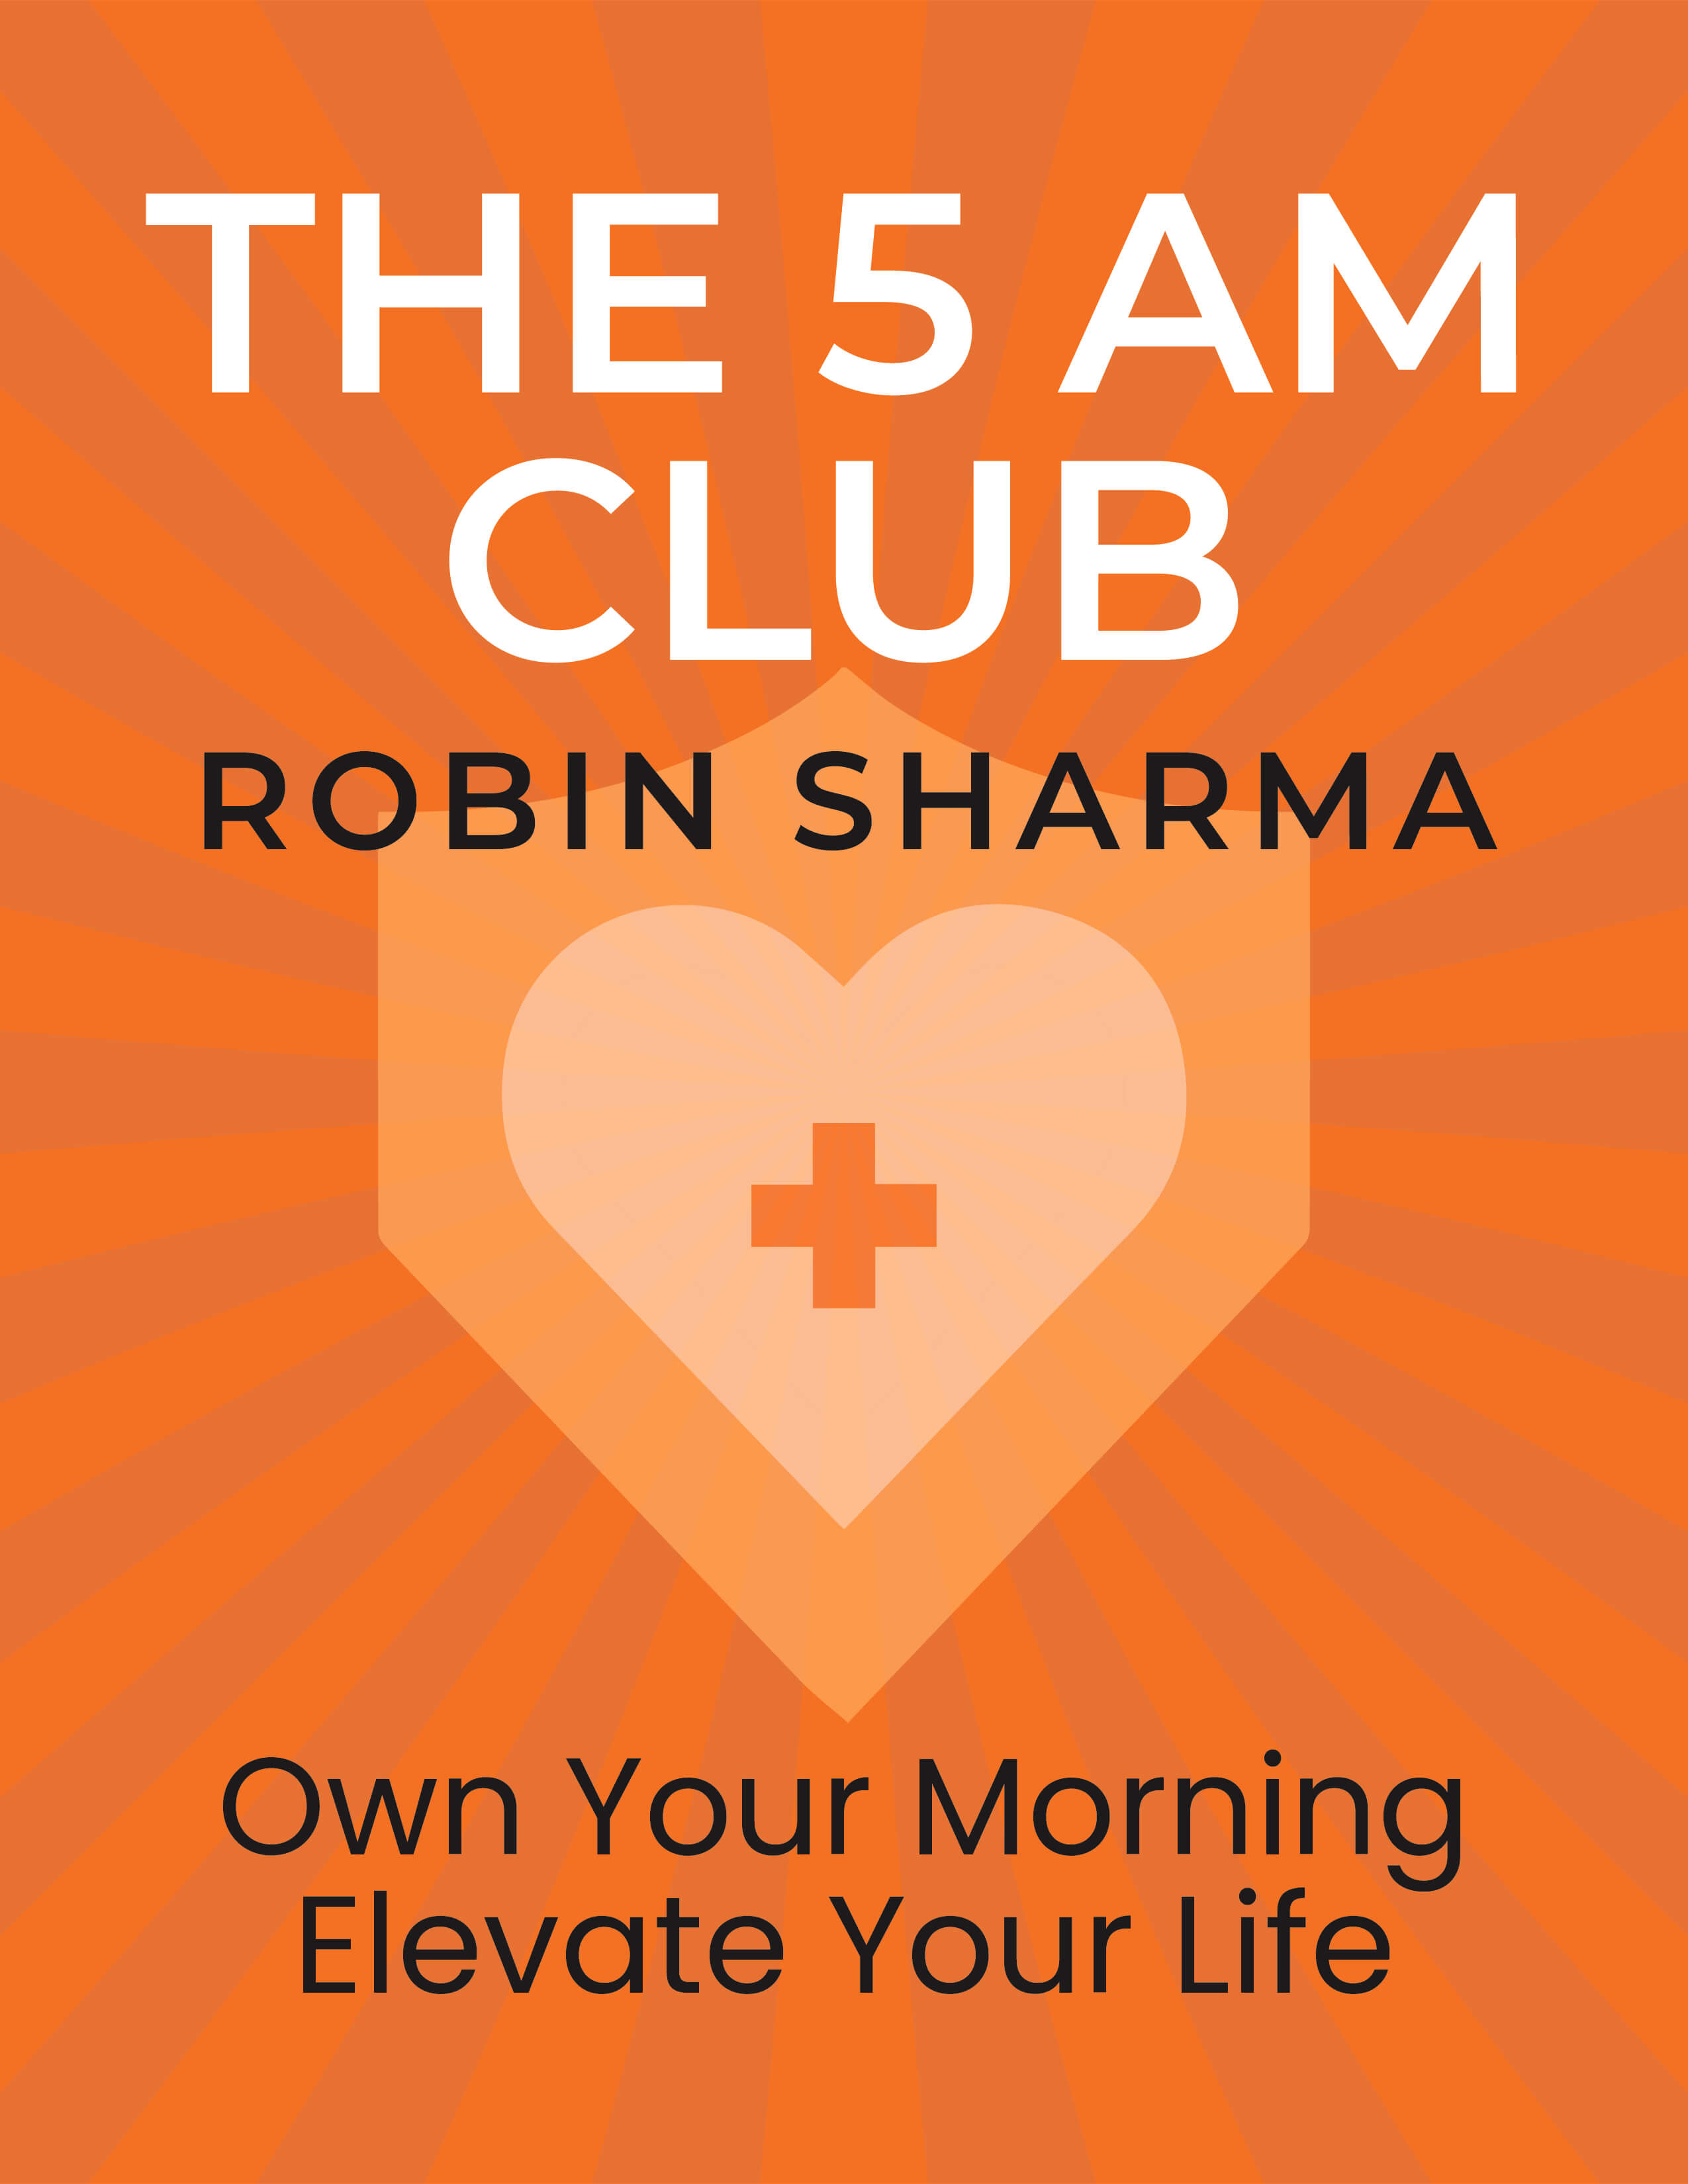 THE 5 AM
CLUB
ROBIN SHARMA
Own Your Morning
Elevate Your Life